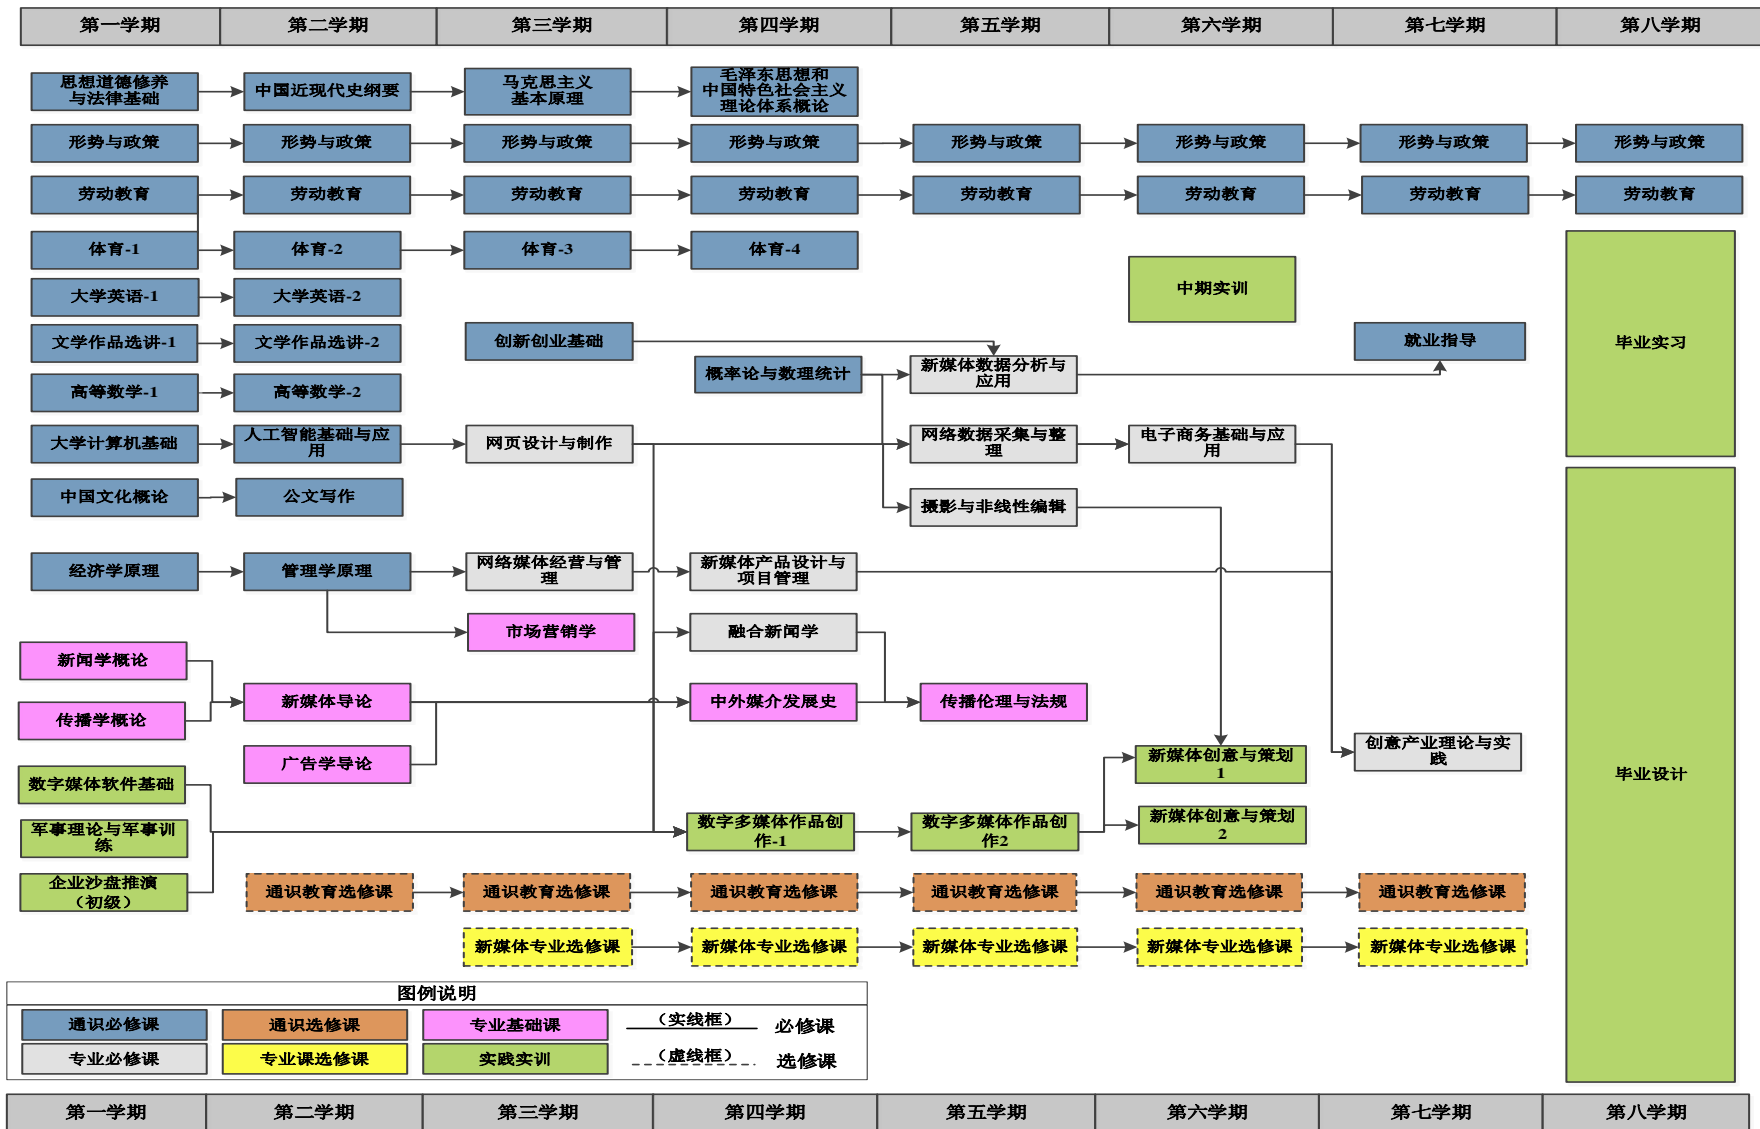 第一学期 第二学期 第三学期 第四学期 第五学期 第六学期 第七学期 第八学期
思想道德修养
与法律基础
中国近现代史纲要
马克思主义
基本原理
毛泽东思想和
中国特色社会主义
理论体系概论
形势与政策 形势与政策 形势与政策 形势与政策 形势与政策 形势与政策 形势与政策 形势与政策
劳动教育 劳动教育 劳动教育 劳动教育 劳动教育 劳动教育 劳动教育 劳动教育
体育-1 体育-2 体育-3 体育-4
大学英语-1 大学英语-2
中期实训
文学作品选讲-1 文学作品选讲-2
创新创业基础
就业指导
毕业实习
高等数学-1 高等数学-2
概率论与数理统计
新媒体数据分析与
应用
大学计算机基础
人工智能基础与应
用
网页设计与制作
网络数据采集与整
理
电子商务基础与应
用
中国文化概论 公文写作
摄影与非线性编辑
经济学原理 管理学原理
网络媒体经营与管
理
新媒体产品设计与
项目管理
市场营销学
融合新闻学
新闻学概论
传播学概论
新媒体导论
中外媒介发展史
传播伦理与法规
广告学导论
新媒体创意与策划
1
创意产业理论与实
践
毕业设计
数字媒体软件基础
军事理论与军事训
练
数字多媒体作品创
作-1
数字多媒体作品创
作2
新媒体创意与策划
2
企业沙盘推演
（初级）
通识教育选修课 通识教育选修课 通识教育选修课 通识教育选修课 通识教育选修课 通识教育选修课
新媒体专业选修课 新媒体专业选修课 新媒体专业选修课 新媒体专业选修课 新媒体专业选修课
图例说明
通识必修课 通识选修课 专业基础课 （实线框） 必修课
专业必修课 专业课选修课 实践实训 （虚线框） 选修课
第一学期 第二学期 第三学期 第四学期 第五学期 第六学期 第七学期 第八学期